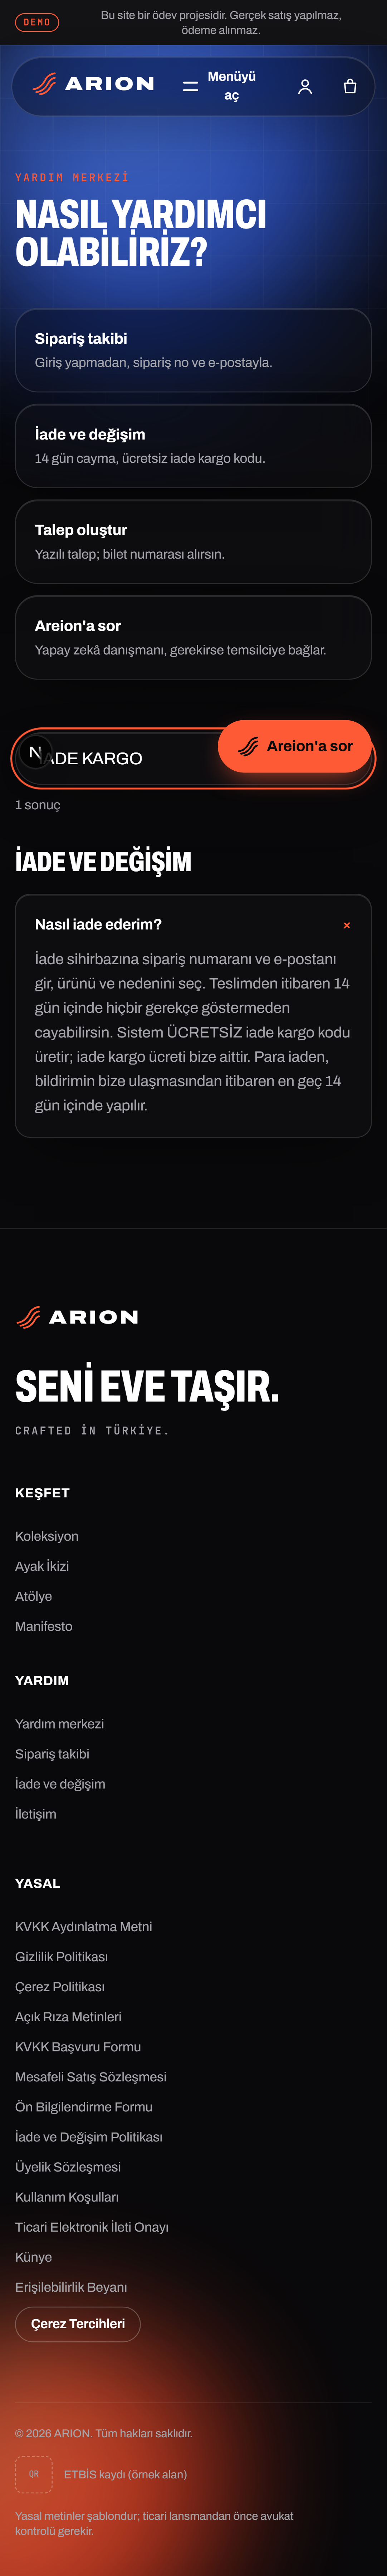 DEMO
Bu site bir ödev projesidir. Gerçek satış yapılmaz,
ödeme alınmaz.
ARION
Menüyü
aç
YARDIM MERKEZİ
NASIL YARDIMCI
OLABİLİRİZ?
Sipariş takibi
Giriş yapmadan, sipariş no ve e-postayla.
İade ve değişim
14 gün cayma, ücretsiz iade kargo kodu.
Talep oluştur
Yazılı talep; bilet numarası alırsın.
Areion'a sor
Yapay zekâ danışmanı, gerekirse temsilciye bağlar.
N
ADE KARGO
Areion'a sor
1 sonuç
İADE VE DEĞİŞİM
Nasıl iade ederim?
İade sihirbazına sipariş numaranı ve e-postanı
gir, ürünü ve nedenini seç. Teslimden itibaren 14
gün içinde hiçbir gerekçe göstermeden
cayabilirsin. Sistem ÜCRETSİZ iade kargo kodu
üretir; iade kargo ücreti bize aittir. Para iaden,
bildirimin bize ulaşmasından itibaren en geç 14
gün içinde yapılır.
ARION
SENİ EVE TAŞIR.
CRAFTED İN TÜRKİYE.
KEŞFET
Koleksiyon
Ayak İkizi
Atölye
Manifesto
YARDIM
Yardım merkezi
Sipariş takibi
İade ve değişim
İletişim
YASAL
KVKK Aydınlatma Metni
Gizlilik Politikası
Çerez Politikası
Açık Rıza Metinleri
KVKK Başvuru Formu
Mesafeli Satış Sözleşmesi
Ön Bilgilendirme Formu
İade ve Değişim Politikası
Üyelik Sözleşmesi
Kullanım Koşulları
Ticari Elektronik İleti Onayı
Künye
Erişilebilirlik Beyanı
Çerez Tercihleri
© 2026 ARION. Tüm hakları saklıdır.
QR
ETBİS kaydı (örnek alan)
Yasal metinler şablondur; ticari lansmandan önce avukat
kontrolü gerekir.